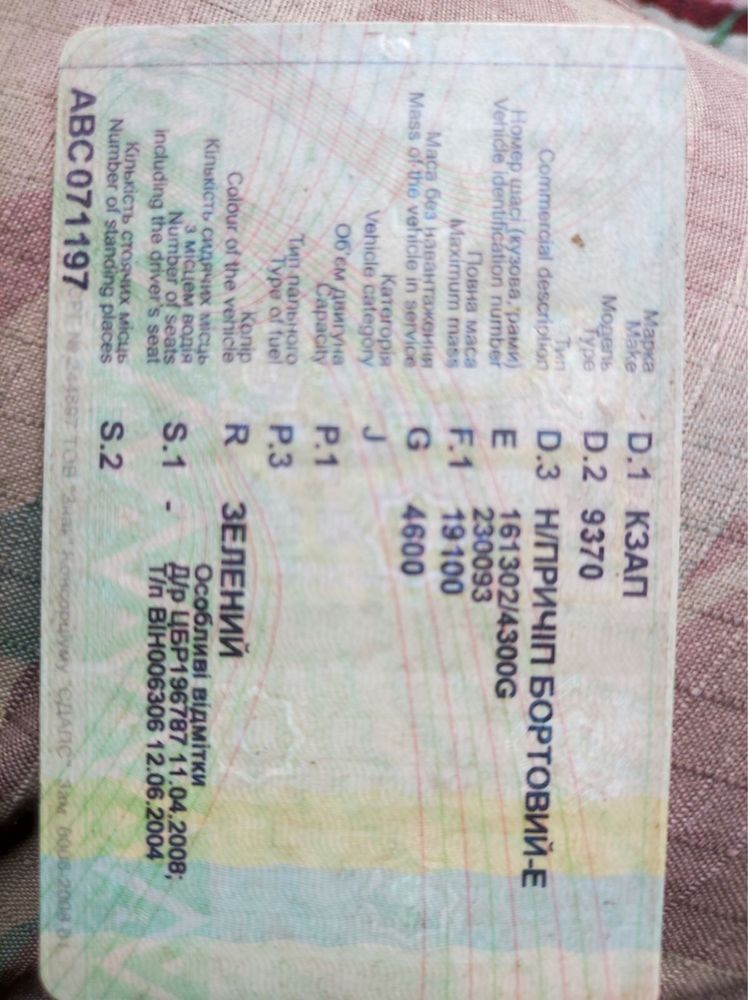 Марка D.1 КЗАП
Make
Модель D.2 9370
Type
Тип D.3 Н/ПРИЧІП БОРТОВИЙ-Е
Commercial description
Номер шасі (кузова, рами) E 161302/4300G
Vehicle identification number 230093
Повна маса F.1 19100
Maximum mass
Маса без навантаження G 4600
Mass of the vehicle in service
Категорія J
Vehicle category
Об'єм двигуна P.1
Capacity
Тип пального P.3
Type of fuel
Колір R ЗЕЛЕНИЙ
Colour of the vehicle
Кількість сидячих місць S.1 -
з місцем водія
Number of seats
including the driver's seat
Кількість стоячих місць S.2
Number of standing places
Особливі відмітки
Д/р ЦБР196787 11.04.2008;
Т/п ВІН006306 12.06.2004
АВС071197
ТОВ "Знак" Консорціуму "ЄДАПС"